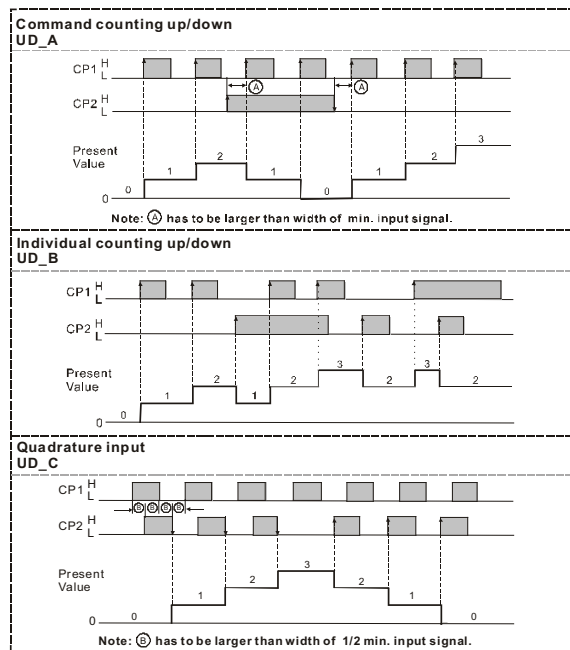 Command counting up/down
UD_A
CP1 H
L
A A
CP2 H
L
Present
Value
0 1 2 1 0 1 2 3
0
Note: A has to be larger than width of min. input signal.
Individual counting up/down
UD_B
CP1 H
L
CP2 H
L
Present
Value
0 1 2 1 2 3 2 3 2
0
Quadrature input
UD_C
CP1 H
L
B B B B
CP2 H
L
Present
Value
0 1 2 3 2 1 0
0
Note: B has to be larger than width of 1/2 min. input signal.